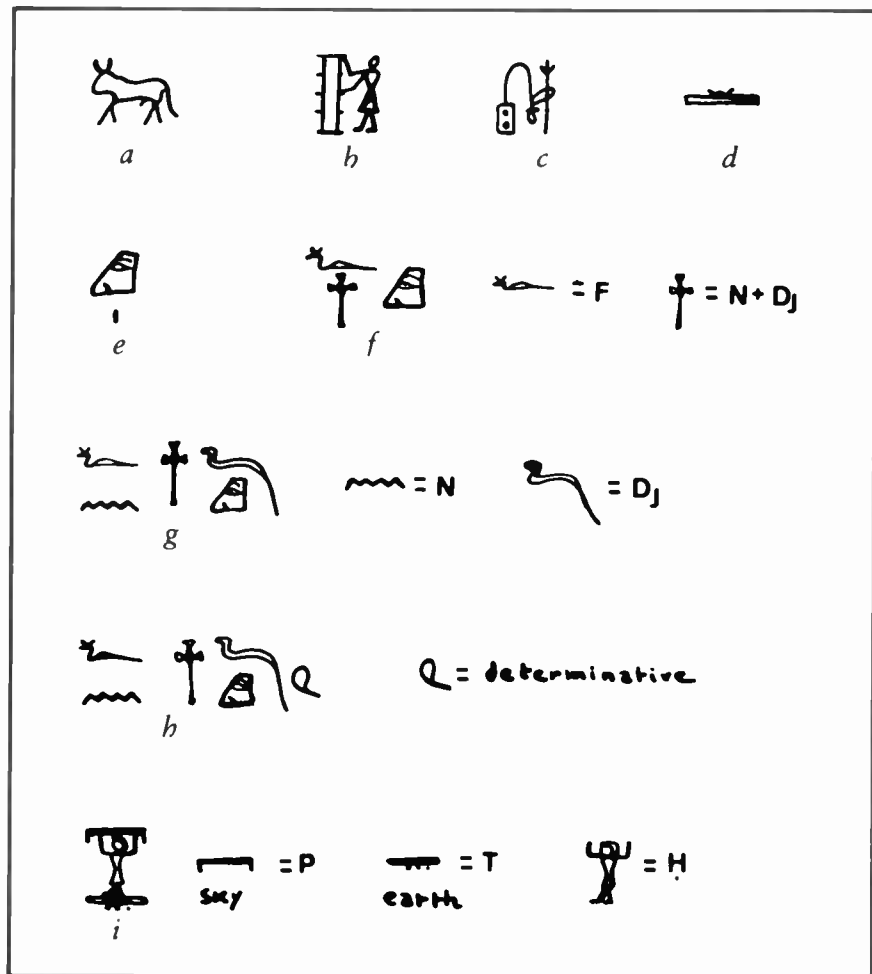 a b c d
e f = F = N + DJ
g = N = DJ
h = determinative
i = P = T = Ḥ
sky earth